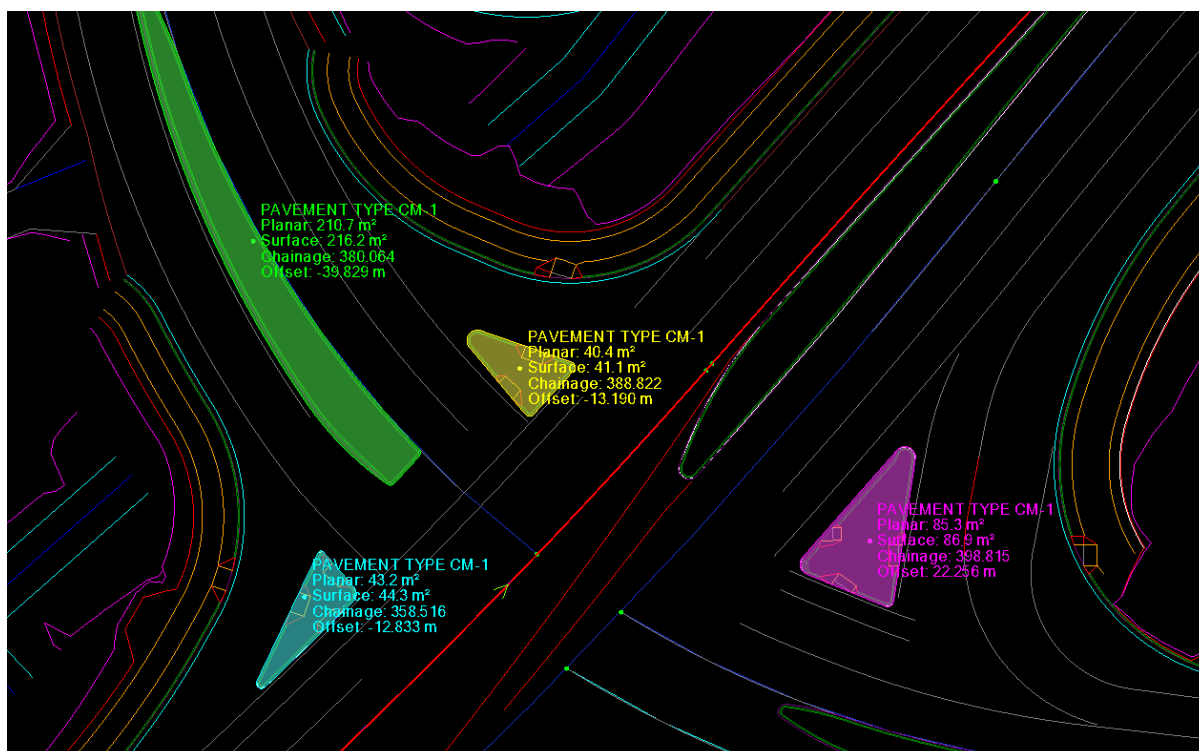 PAVEMENT TYPE CM-1
Planar: 210.7 m²
Surface: 216.2 m²
Chainage: 380.064
Offset: -39.829 m
PAVEMENT TYPE CM-1
Planar: 40.4 m²
Surface: 41.1 m²
Chainage: 388.822
Offset: -13.190 m
PAVEMENT TYPE CM-1
Planar: 85.3 m²
Surface: 86.9 m²
Chainage: 398.815
Offset: 22.256 m
PAVEMENT TYPE CM-1
Planar: 43.2 m²
Surface: 44.3 m²
Chainage: 358.516
Offset: -12.833 m